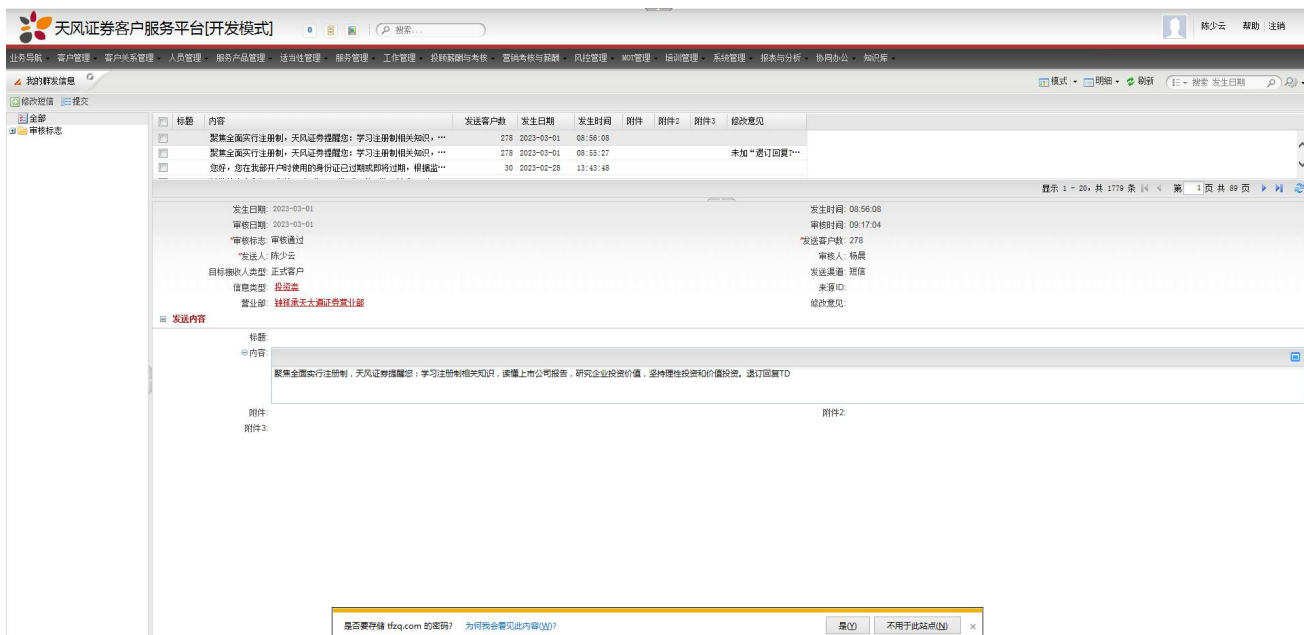 天风证券客户服务平台[开发模式] 0 搜索... 陈少云 帮助 注销
业务导航 客户管理 客户关系管理 人员管理 服务产品管理 适当性管理 服务管理 工作管理 投顾薪酬与考核 营销考核与薪酬 风控管理 MOT管理 培训管理 系统管理 报表与分析 协同办公 知识库
我的群发信息 模式 明细 刷新 搜索 发生日期
修改短信 提交
全部
审核标志
标题 内容 发送客户数 发生日期 发生时间 附件 附件2 附件3 修改意见
聚焦全面实行注册制，天风证券提醒您：学习注册制相关知识，… 278 2023-03-01 08:56:08
聚焦全面实行注册制，天风证券提醒您：学习注册制相关知识，… 278 2023-03-01 08:55:27 未加“退订回复T…
您好，您在我部开户时使用的身份证已过期或即将过期，根据监… 30 2023-02-28 13:43:48
显示 1 - 20，共 1779 条 第 1 页 共 89 页
发生日期: 2023-03-01 发生时间: 08:56:08
审核日期: 2023-03-01 审核时间: 09:17:04
*审核标志: 审核通过 *发送客户数: 278
*发送人: 陈少云 审核人: 杨晨
目标接收人类型: 正式客户 发送渠道: 短信
信息类型: 投资类 来源ID:
营业部: 钟祥承天大道证券营业部 修改意见:
发送内容
标题:
内容:
聚焦全面实行注册制，天风证券提醒您：学习注册制相关知识，读懂上市公司报告，研究企业投资价值，坚持理性投资和价值投资。退订回复TD
附件: 附件2:
附件3:
是否要存储 tfzq.com 的密码? 为何我会看见此内容(W)? 是(Y) 不用于此站点(N) ×